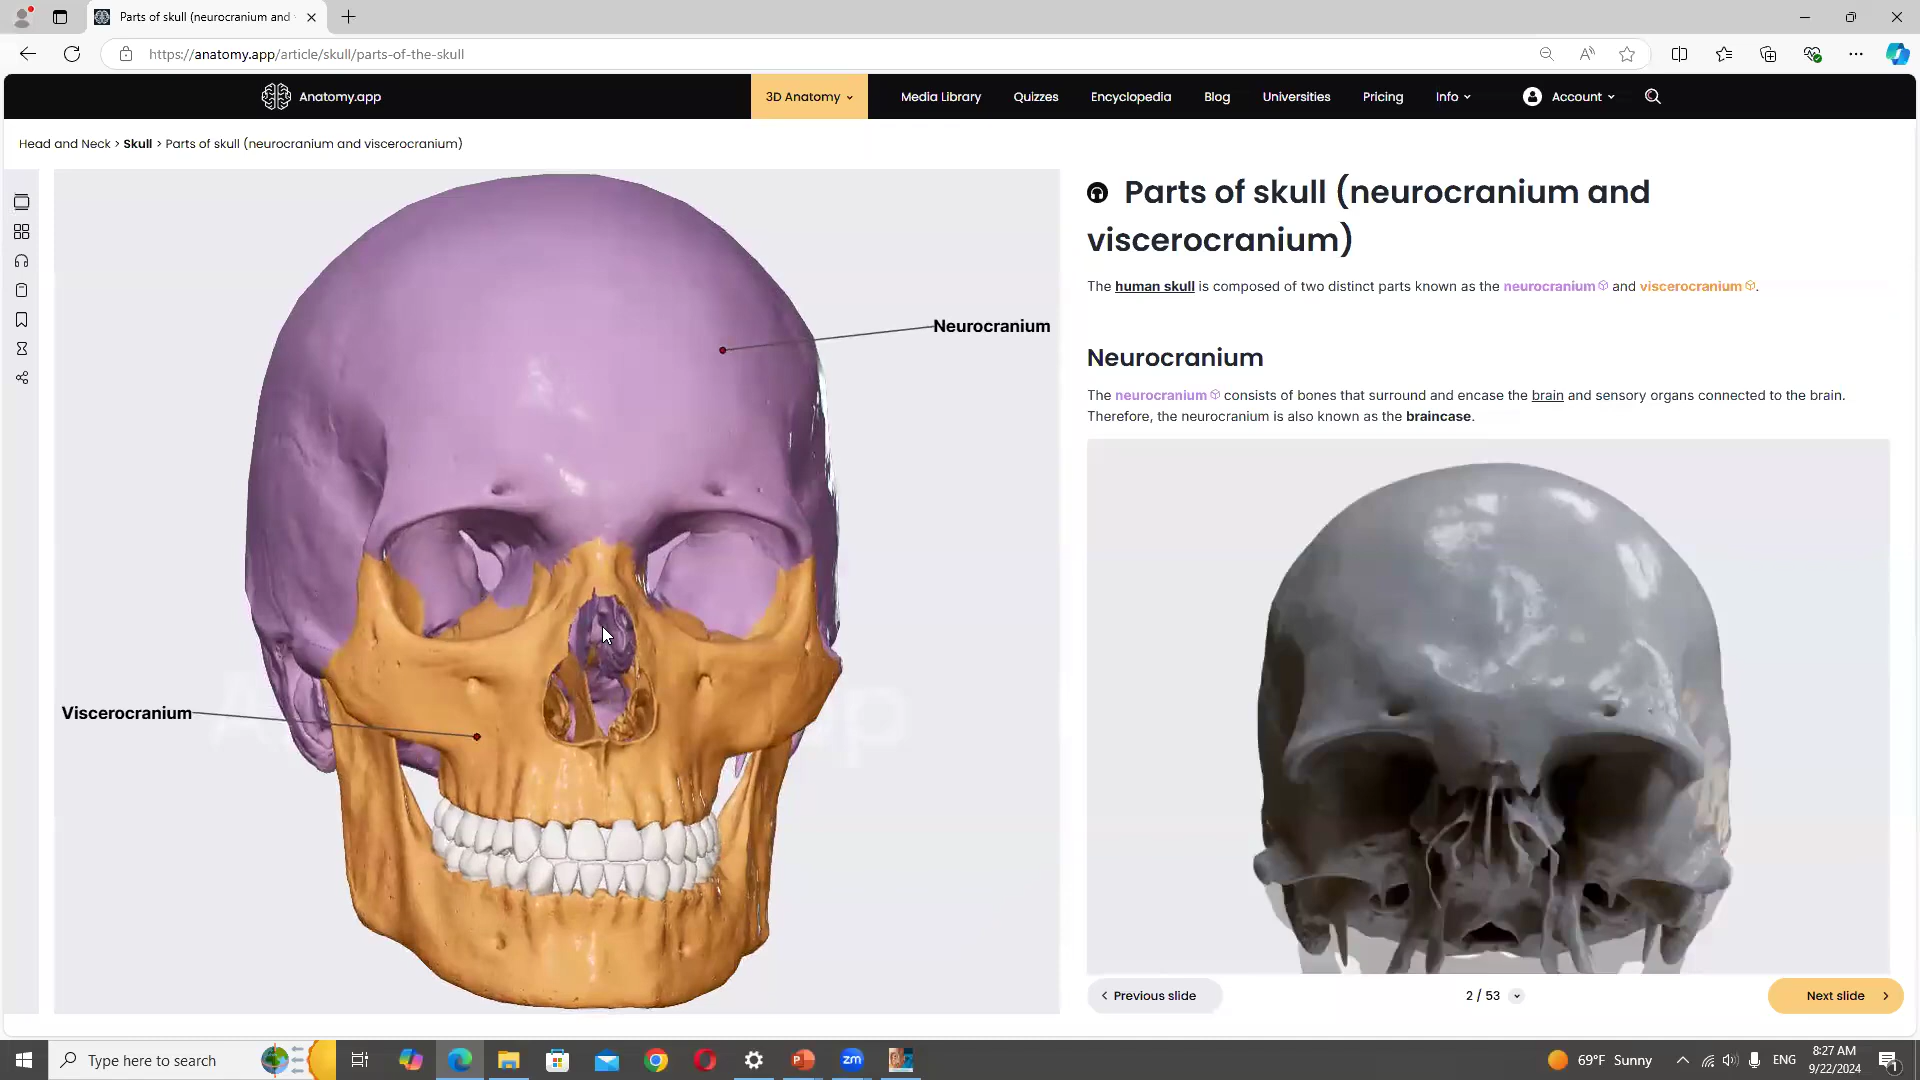 Parts of skull (neurocranium and
https://anatomy.app/article/skull/parts-of-the-skull
Anatomy.app
3D Anatomy
Media Library
Quizzes
Encyclopedia
Blog
Universities
Pricing
Info
Account
Head and Neck > Skull > Parts of skull (neurocranium and viscerocranium)
Neurocranium
Viscerocranium
Parts of skull (neurocranium and
viscerocranium)
The human skull is composed of two distinct parts known as the neurocranium and viscerocranium.
Neurocranium
The neurocranium consists of bones that surround and encase the brain and sensory organs connected to the brain.
Therefore, the neurocranium is also known as the braincase.
Previous slide
2 / 53
Next slide
Type here to search
69°F Sunny
ENG
8:27 AM
9/22/2024